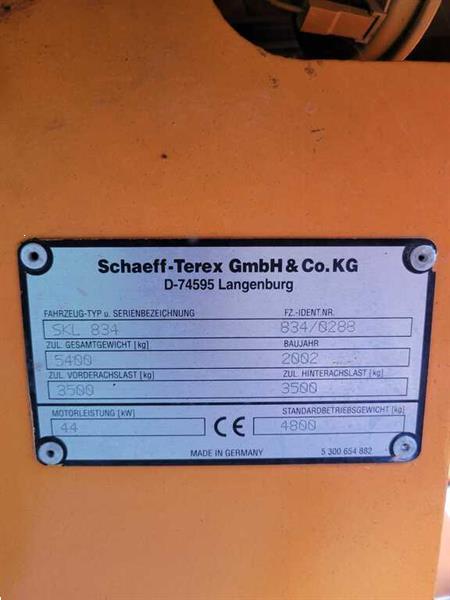 Schaeff-Terex GmbH & Co. KG
D-74595 Langenburg
FAHRZEUG-TYP u. SERIENBEZEICHNUNG FZ.-IDENT.NR.
SKL 834 834/0288
ZUL. GESAMTGEWICHT [kg] BAUJAHR
5400 2002
ZUL. VORDERACHSLAST [kg] ZUL. HINTERACHSLAST [kg]
3500 3500
MOTORLEISTUNG [kW] STANDARDBETRIEBSGEWICHT [kg]
44 CE 4800
MADE IN GERMANY 5 300 654 882